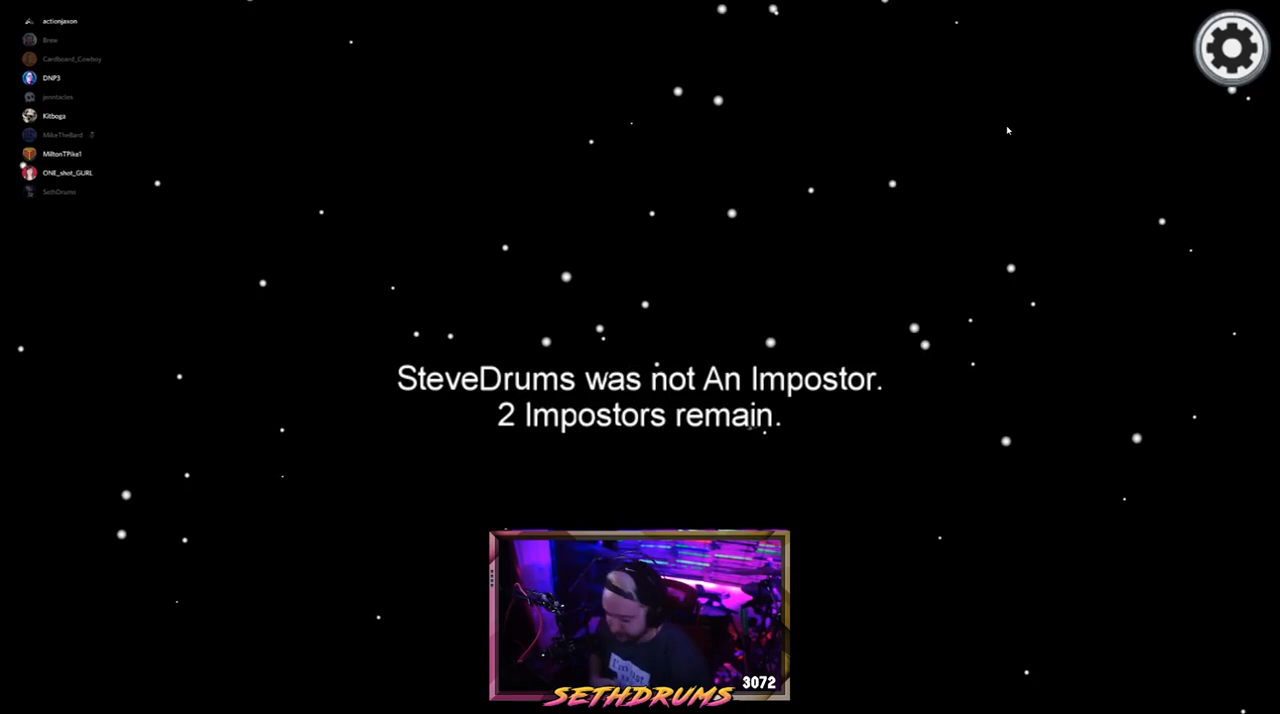 actionjaxon
Brew
Cardboard_Cowboy
DNP3
jenntacles
Kitboga
MikeTheBard
MiltonTPike1
ONE_shot_GURL
SethDrums
SteveDrums was not An Impostor.
2 Impostors remain.
3072
SETHDRUMS